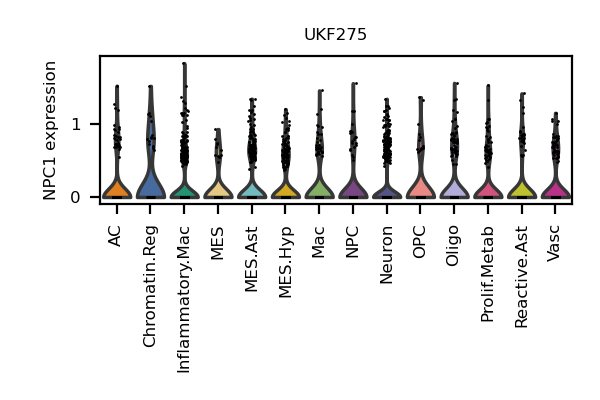 UKF275
NPC1 expression
1
0
AC
Chromatin.Reg
Inflammatory.Mac
MES
MES.Ast
MES.Hyp
Mac
NPC
Neuron
OPC
Oligo
Prolif.Metab
Reactive.Ast
Vasc